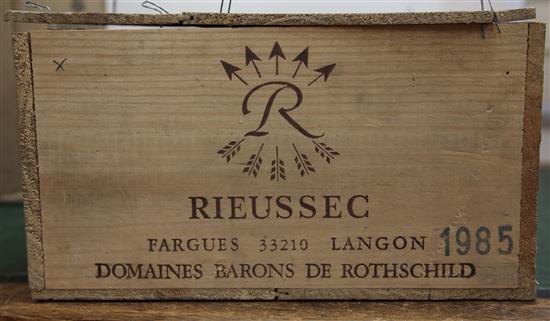 R
RIEUSSEC
FARGUES 33210 LANGON 1985
DOMAINES BARONS DE ROTHSCHILD